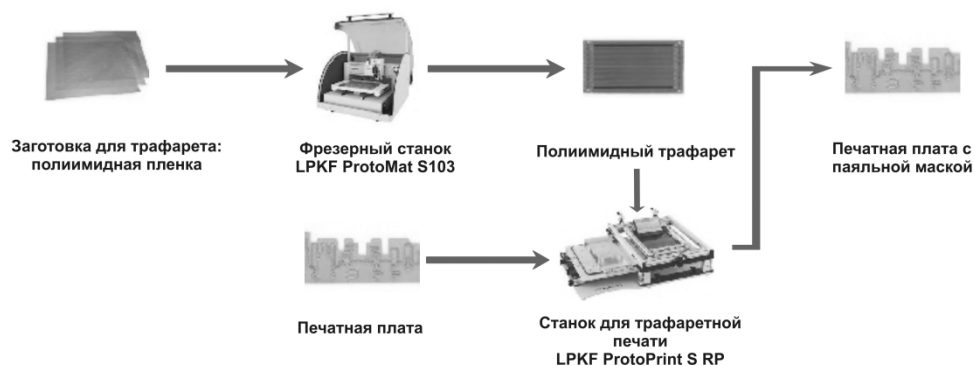 Заготовка для трафарета:
полиимидная пленка
Фрезерный станок
LPKF ProtoMat S103
Полиимидный трафарет
Печатная плата с
паяльной маской
Печатная плата
Станок для трафаретной
печати
LPKF ProtoPrint S RP